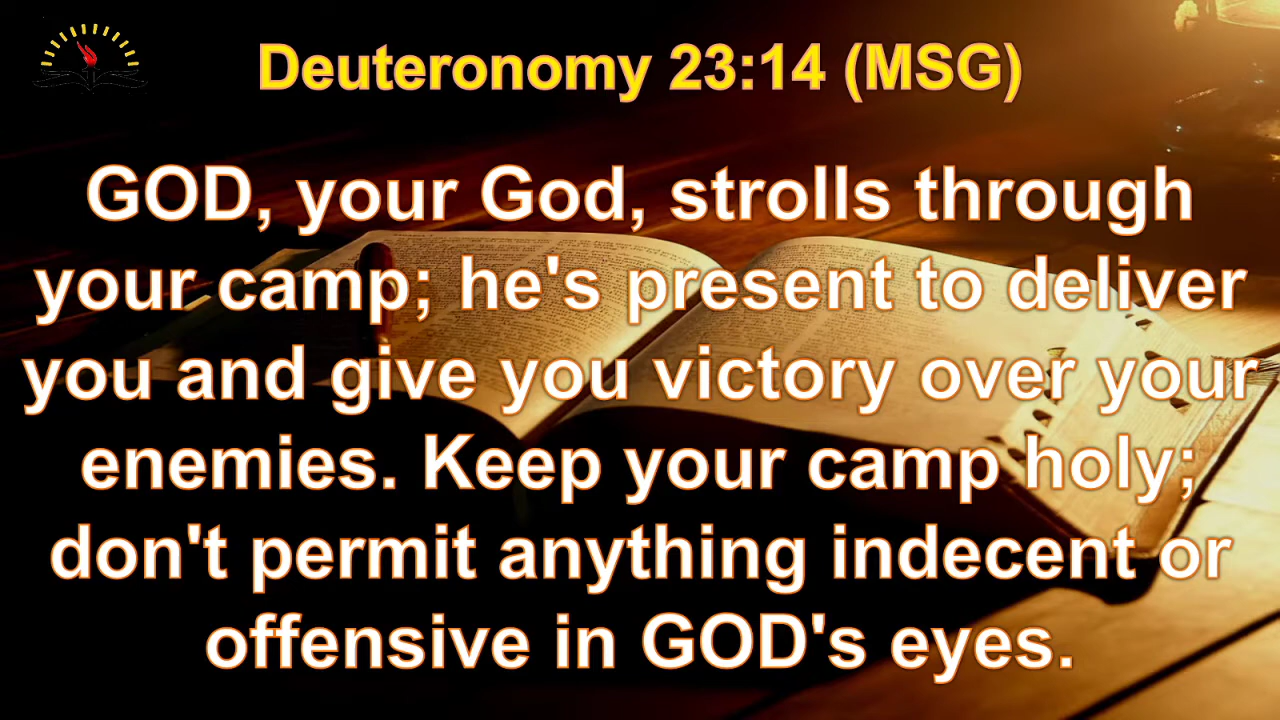 Deuteronomy 23:14 (MSG)
GOD, your God, strolls through
your camp; he's present to deliver
you and give you victory over your
enemies. Keep your camp holy;
don't permit anything indecent or
offensive in GOD's eyes.